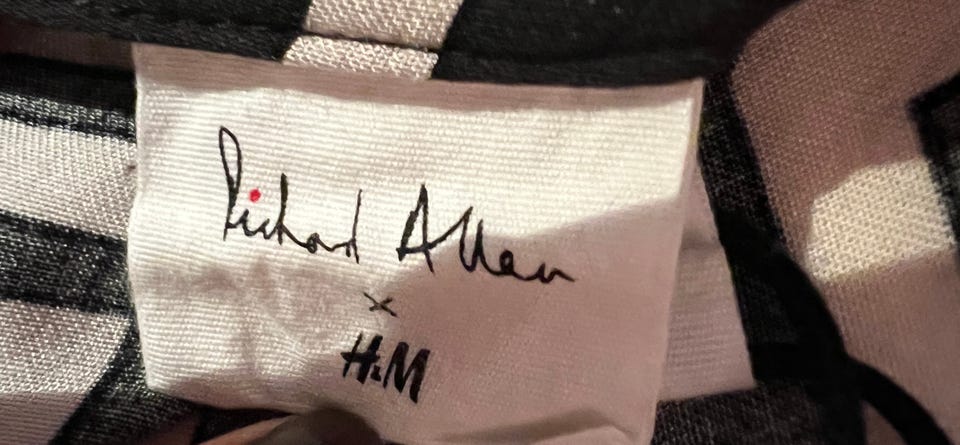 Richard Allan
x
H&M